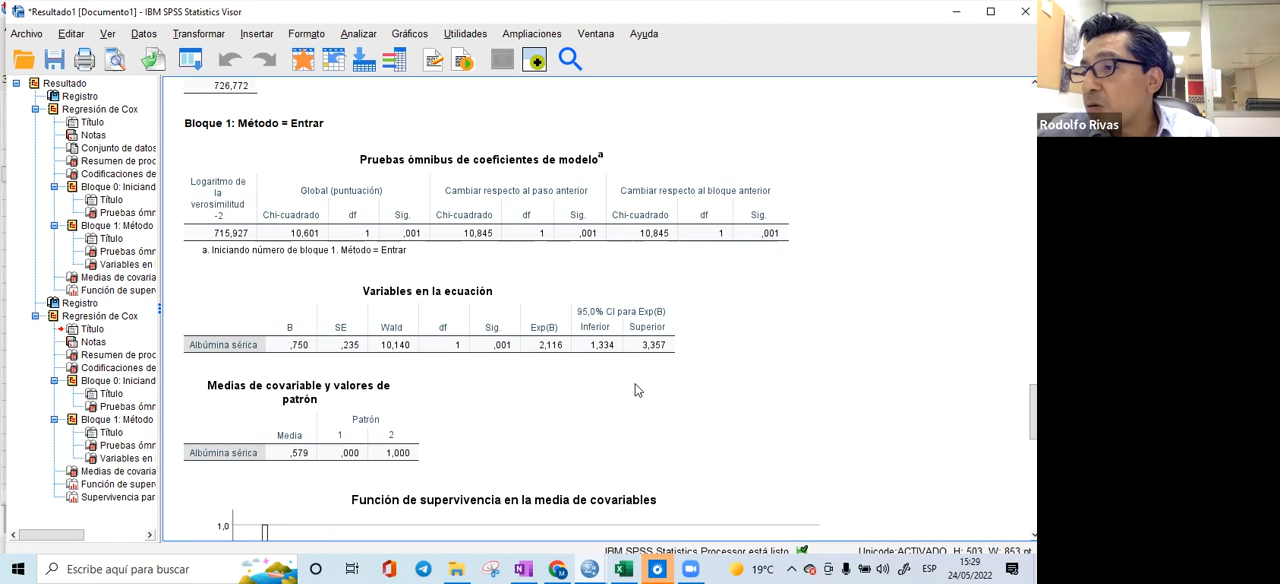 *Resultado1 [Documento1] - IBM SPSS Statistics Visor
Archivo Editar Ver Datos Transformar Insertar Formato Analizar Gráficos Utilidades Ampliaciones Ventana Ayuda
Resultado
Registro
Regresión de Cox
Título
Notas
Conjunto de datos
Resumen de proc
Codificaciones de
Bloque 0: Iniciand
Título
Pruebas ómn
Bloque 1: Método
Título
Pruebas ómn
Variables en
Medias de covaria
Función de super
Registro
Regresión de Cox
Título
Notas
Resumen de proc
Codificaciones de
Bloque 0: Iniciand
Título
Pruebas ómn
Bloque 1: Método
Título
Pruebas ómn
Variables en
Medias de covaria
Función de super
Supervivencia par
726,772
Bloque 1: Método = Entrar
Pruebas ómnibus de coeficientes de modelo a
Logaritmo de
la
verosimilitud
-2
Global (puntuación) Cambiar respecto al paso anterior Cambiar respecto al bloque anterior
Chi-cuadrado df Sig. Chi-cuadrado df Sig. Chi-cuadrado df Sig.
715,927 10,601 1 ,001 10,845 1 ,001 10,845 1 ,001
a. Iniciando número de bloque 1. Método = Entrar
Variables en la ecuación
95,0% CI para Exp(B)
B SE Wald df Sig. Exp(B) Inferior Superior
Albúmina sérica ,750 ,235 10,140 1 ,001 2,116 1,334 3,357
Medias de covariable y valores de
patrón
Patrón
Media 1 2
Albúmina sérica ,579 ,000 1,000
Función de supervivencia en la media de covariables
1,0
IBM SPSS Statistics Processor está listo Unicode:ACTIVADO H: 503, W: 853 pt
Rodolfo Rivas
Escribe aquí para buscar
19°C
ESP
15:29
24/05/2022